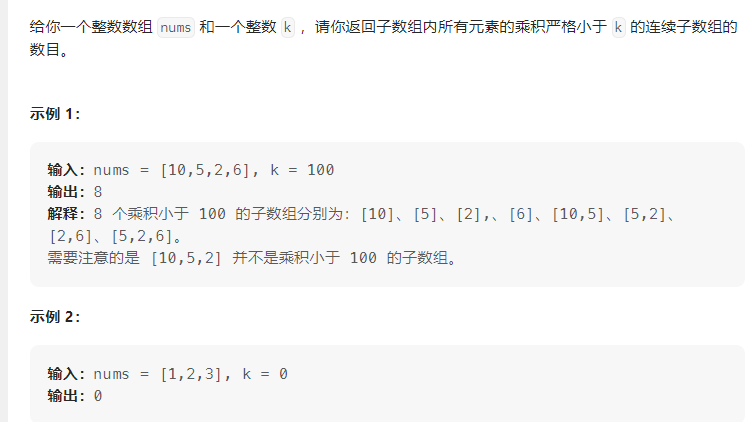 给你一个整数数组 nums 和一个整数 k ，请你返回子数组内所有元素的乘积严格小于 k 的连续子数组的
数目。
示例 1：
输入：nums = [10,5,2,6], k = 100
输出：8
解释：8 个乘积小于 100 的子数组分别为：[10]、[5]、[2],、[6]、[10,5]、[5,2]、
[2,6]、[5,2,6]。
需要注意的是 [10,5,2] 并不是乘积小于 100 的子数组。
示例 2：
输入：nums = [1,2,3], k = 0
输出：0